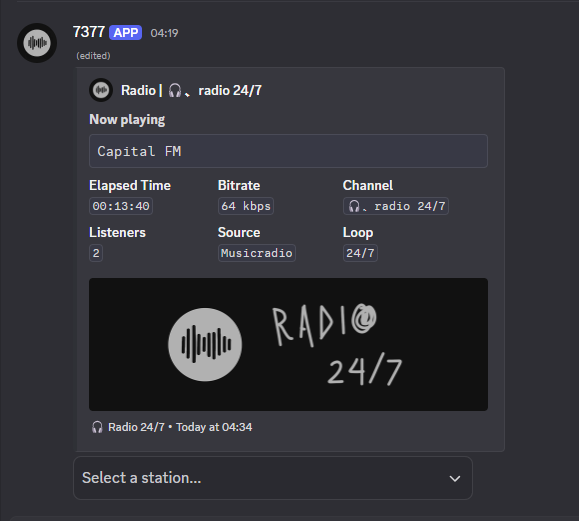 7377 APP 04:19
(edited)
Radio | 🎧、radio 24/7
Now playing
Capital FM
Elapsed Time Bitrate Channel
00:13:40 64 kbps 🎧、radio 24/7
Listeners Source Loop
2 Musicradio 24/7
RADIO
24/7
🎧 Radio 24/7 • Today at 04:34
Select a station...